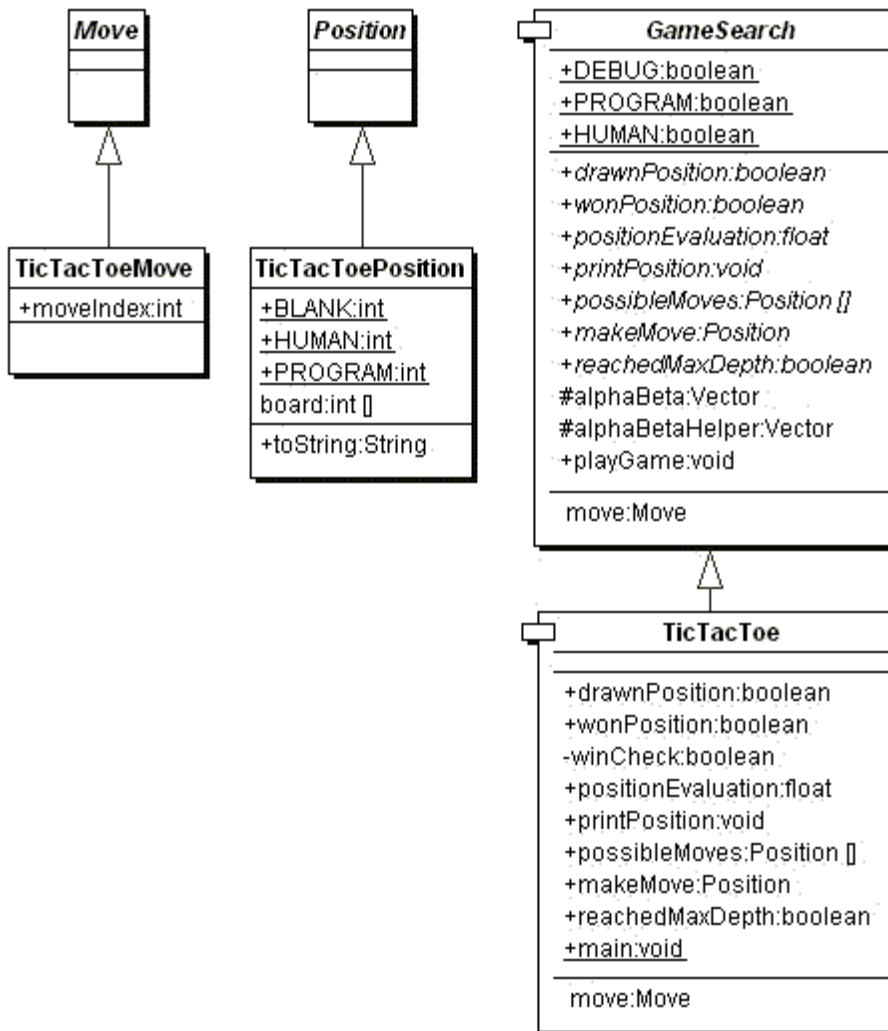 Move
TicTacToeMove
+moveIndex:int
Position
TicTacToePosition
+BLANK:int
+HUMAN:int
+PROGRAM:int
board:int []
+toString:String
GameSearch
+DEBUG:boolean
+PROGRAM:boolean
+HUMAN:boolean
+drawnPosition:boolean
+wonPosition:boolean
+positionEvaluation:float
+printPosition:void
+possibleMoves:Position []
+makeMove:Position
+reachedMaxDepth:boolean
#alphaBeta:Vector
#alphaBetaHelper:Vector
+playGame:void
move:Move
TicTacToe
+drawnPosition:boolean
+wonPosition:boolean
-winCheck:boolean
+positionEvaluation:float
+printPosition:void
+possibleMoves:Position []
+makeMove:Position
+reachedMaxDepth:boolean
+main:void
move:Move